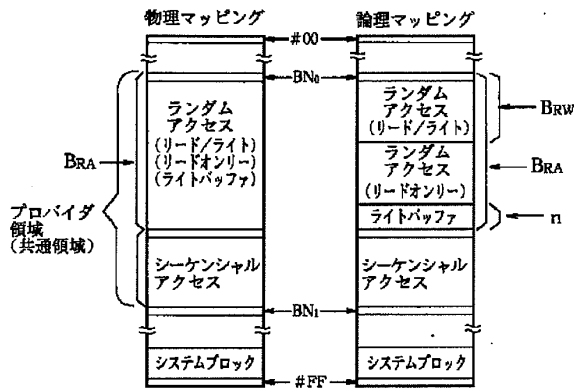 物理マッピング
論理マッピング
#00
BN₀
ランダム
アクセス
(リード/ライト)
(リードオンリー)
(ライトバッファ)
BRA
プロバイダ
領域
(共通領域)
シーケンシャル
アクセス
BN₁
システムブロック
#FF
ランダム
アクセス
(リード/ライト)
BRW
ランダム
アクセス
(リードオンリー)
BRA
ライトバッファ
n
シーケンシャル
アクセス
システムブロック